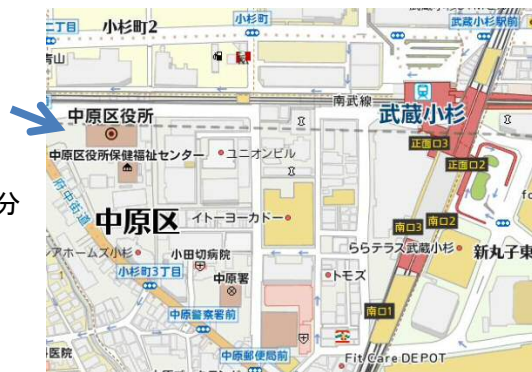 二丁目
小杉町2
小杉町
武蔵小杉駅前
青山
南武線
武蔵小杉
中原区役所
正面口3
中原区役所保健福祉センター
ユニオンビル
正面口2
分
府中街道
中原区
イトーヨーカドー
南口3
南口2
アホームズ小杉
小田切病院
ららテラス武蔵小杉
新丸子東
小杉町3丁目
中原署
トモズ
中原警察署前
南口1
医院
中原郵便局前
Fit Care DEPOT